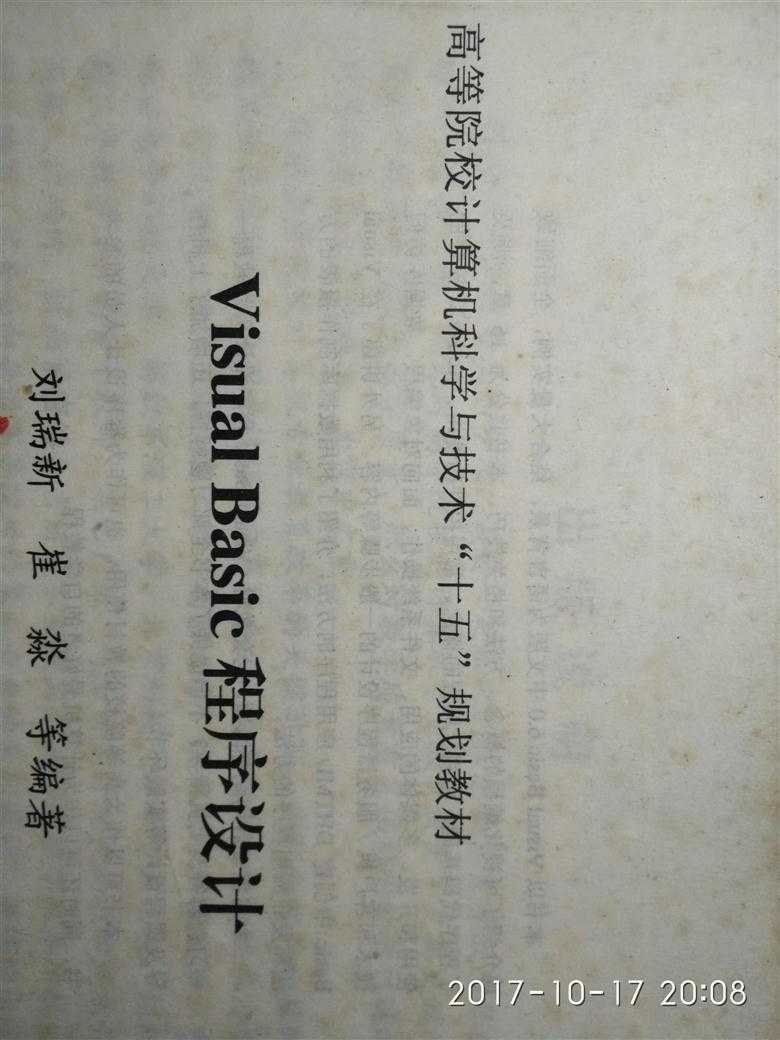 高等院校计算机科学与技术“十五”规划教材
Visual Basic 程序设计
刘瑞新 崔 淼 等编著
2017-10-17 20:08